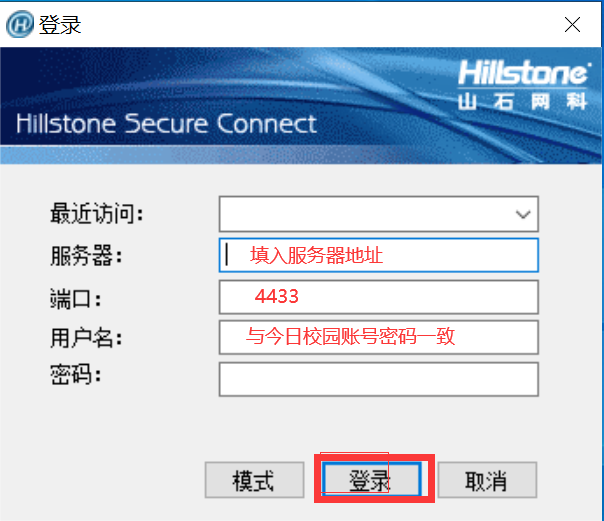 登录
Hillstone
山石网科
Hillstone Secure Connect
最近访问:
服务器: 填入服务器地址
端口: 4433
用户名: 与今日校园账号密码一致
密码:
模式 登录 取消